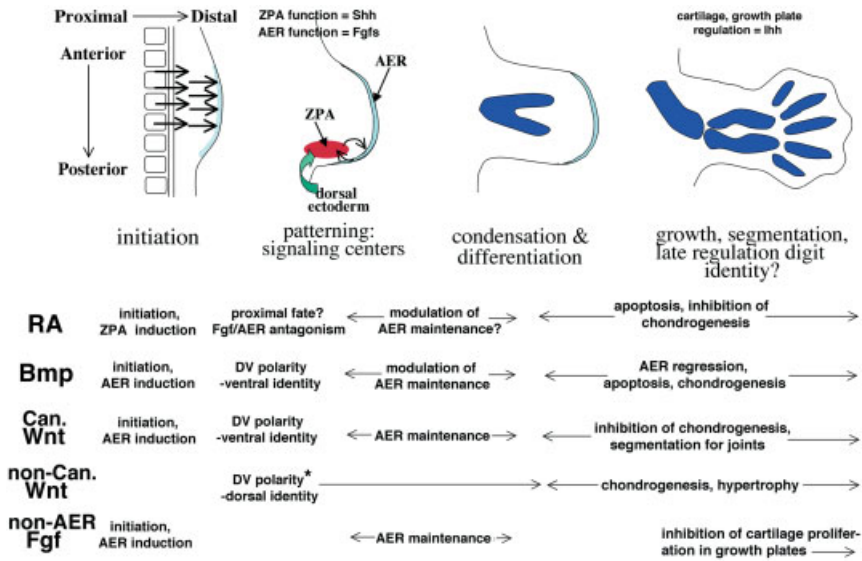 Proximal Distal
Anterior
Posterior
initiation
ZPA function = Shh
AER function = Fgfs
AER
ZPA
dorsal
ectoderm
patterning:
signaling centers
condensation &
differentiation
cartilage, growth plate
regulation = Ihh
growth, segmentation,
late regulation digit
identity?
RA
initiation,
ZPA induction
proximal fate?
Fgf/AER antagonism
modulation of
AER maintenance?
apoptosis, inhibition of
chondrogenesis
Bmp
initiation,
AER induction
DV polarity
-ventral identity
modulation of
AER maintenance
AER regression,
apoptosis, chondrogenesis
Can.
Wnt
initiation,
AER induction
DV polarity
-ventral identity
AER maintenance
inhibition of chondrogenesis,
segmentation for joints
non-Can.
Wnt
DV polarity*
-dorsal identity
chondrogenesis, hypertrophy
non-AER
Fgf
initiation,
AER induction
AER maintenance
inhibition of cartilage prolifer-
ation in growth plates